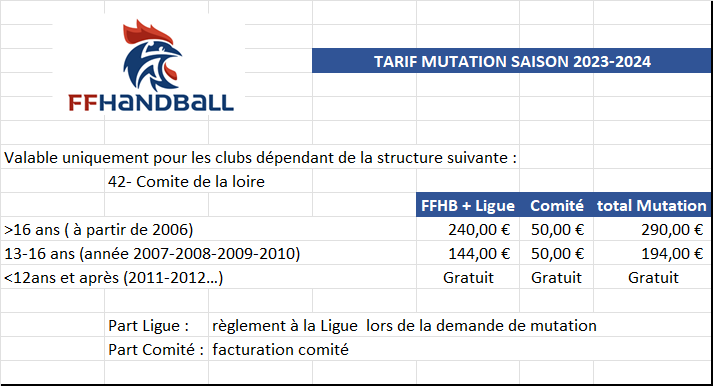 FFHANDBALL
TARIF MUTATION SAISON 2023-2024
Valable uniquement pour les clubs dépendant de la structure suivante :
42- Comite de la loire
FFHB + Ligue Comité total Mutation
>16 ans ( à partir de 2006) 240,00 € 50,00 € 290,00 €
13-16 ans (année 2007-2008-2009-2010) 144,00 € 50,00 € 194,00 €
<12ans et après (2011-2012…) Gratuit Gratuit Gratuit
Part Ligue : règlement à la Ligue  lors de la demande de mutation
Part Comité : facturation comité